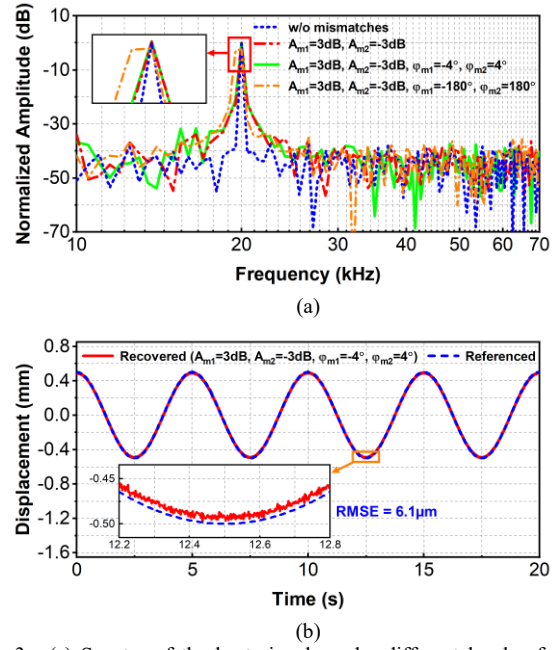 Normalized Amplitude (dB)
10
-10
-30
-50
-70
w/o mismatches
Am1=3dB, Am2=-3dB
Am1=3dB, Am2=-3dB, φm1=-4°, φm2=4°
Am1=3dB, Am2=-3dB, φm1=-180°, φm2=180°
10 20 30 40 50 60 70
Frequency (kHz)
(a)
Displacement (mm)
0.8
0.4
0.0
-0.4
-0.8
-1.2
-1.6
Recovered (Am1=3dB, Am2=-3dB, φm1=-4°, φm2=4°) Referenced
-0.45
-0.50
12.2 12.4 12.6 12.8
RMSE = 6.1μm
0 5 10 15 20
Time (s)
(b)